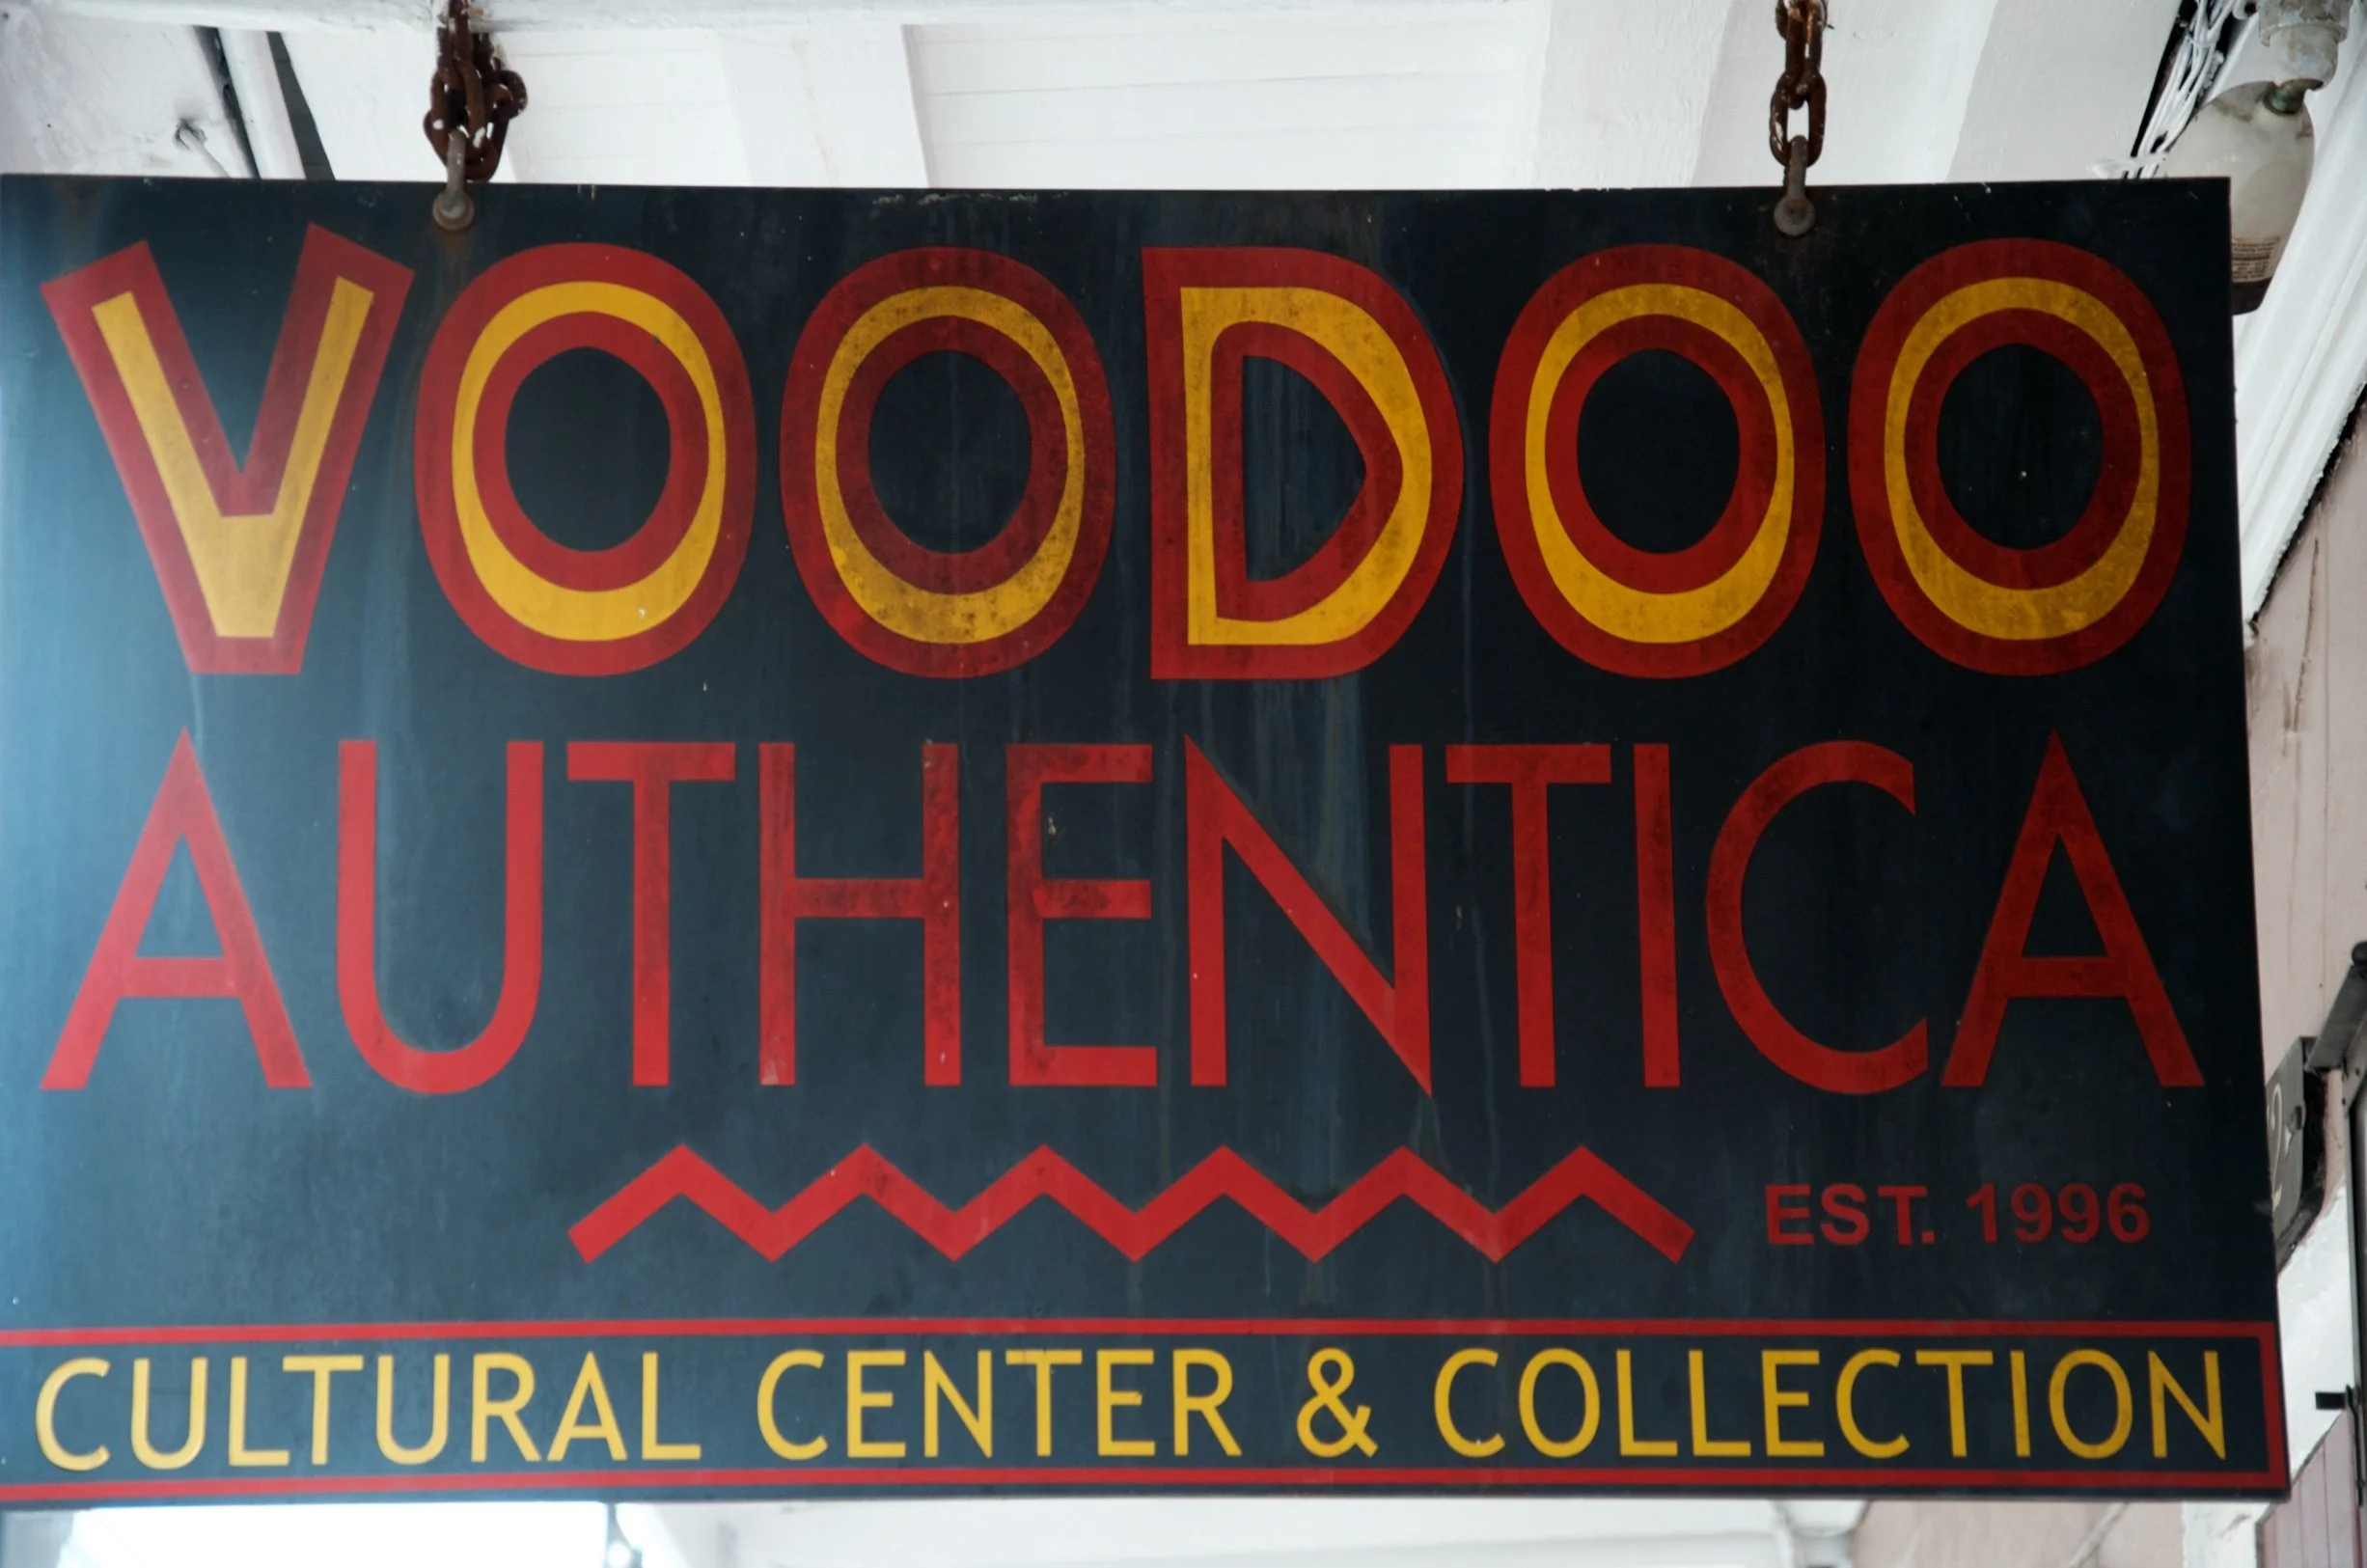 VOODOO
AUTHENTICA
EST. 1996
CULTURAL CENTER & COLLECTION